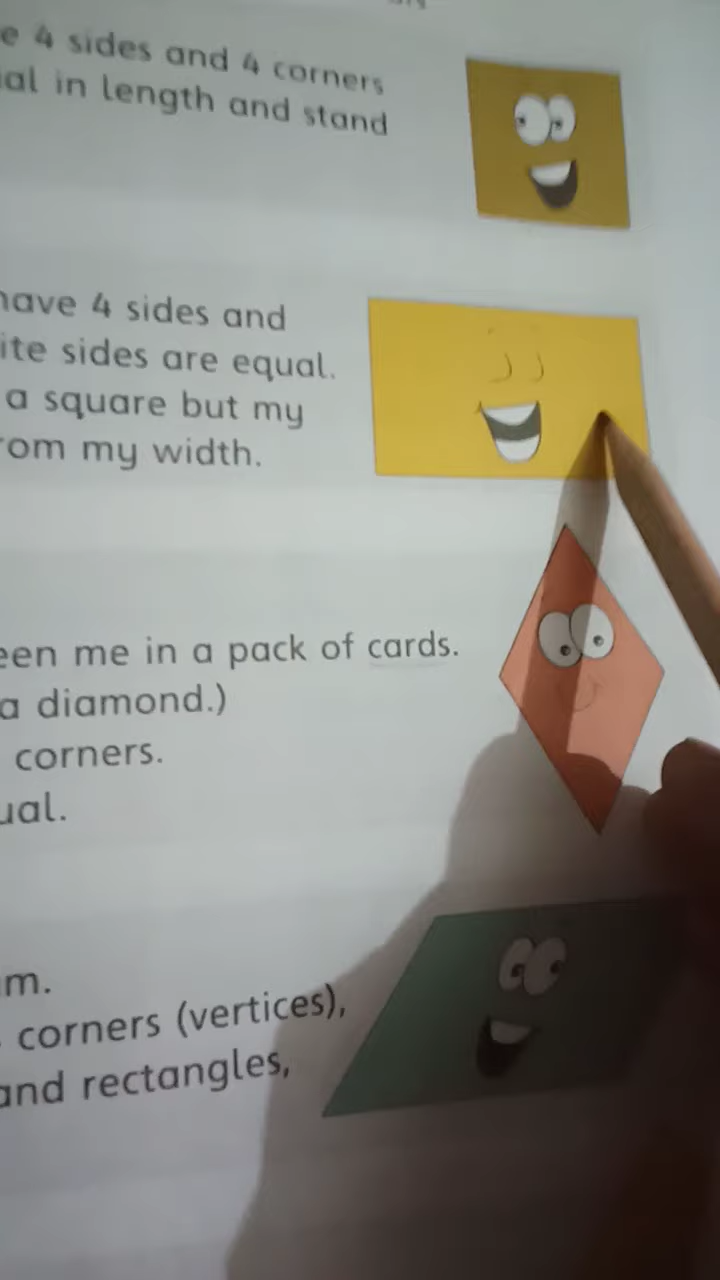 e 4 sides and 4 corners
al in length and stand
have 4 sides and
ite sides are equal.
a square but my
rom my width.
een me in a pack of cards.
a diamond.)
corners.
ual.
m.
corners (vertices),
and rectangles,